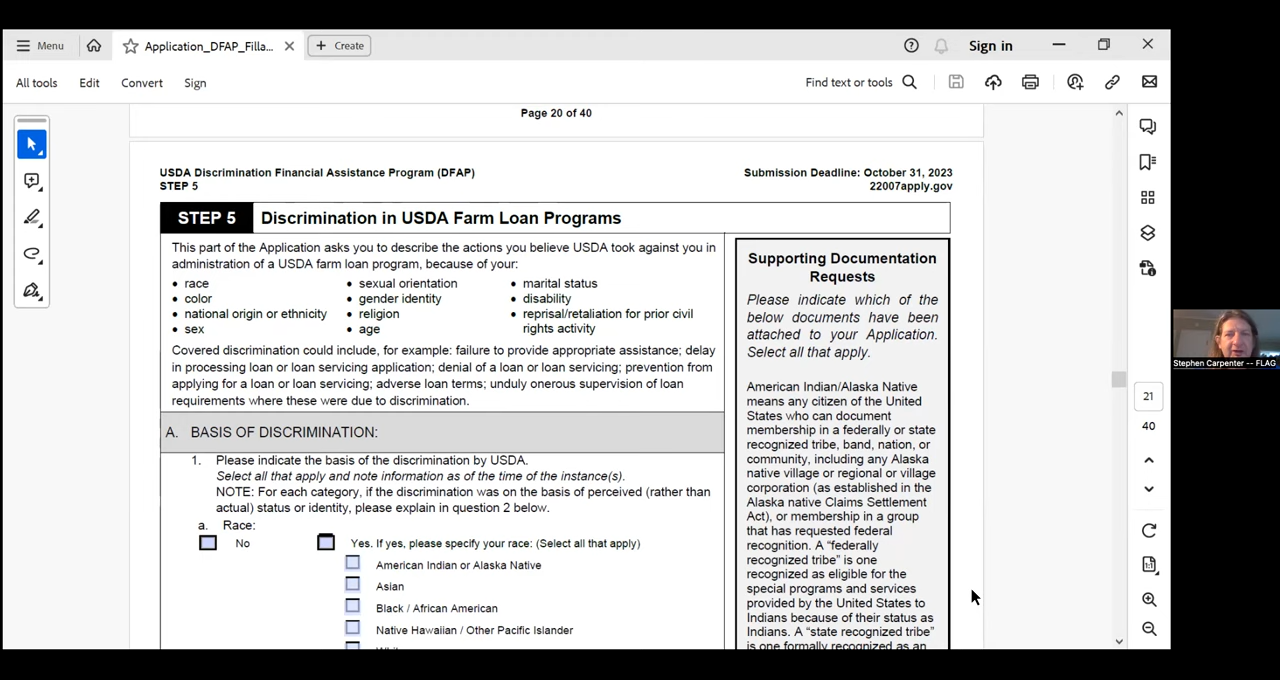 Menu
Application_DFAP_Filla...
Create
Sign in
All tools
Edit
Convert
Sign
Find text or tools
Page 20 of 40
USDA Discrimination Financial Assistance Program (DFAP)
STEP 5
Submission Deadline: October 31, 2023
22007apply.gov
STEP 5
Discrimination in USDA Farm Loan Programs
This part of the Application asks you to describe the actions you believe USDA took against you in
administration of a USDA farm loan program, because of your:
• race
• color
• national origin or ethnicity
• sex
• sexual orientation
• gender identity
• religion
• age
• marital status
• disability
• reprisal/retaliation for prior civil
rights activity
Covered discrimination could include, for example: failure to provide appropriate assistance; delay
in processing loan or loan servicing application; denial of a loan or loan servicing; prevention from
applying for a loan or loan servicing; adverse loan terms; unduly onerous supervision of loan
requirements where these were due to discrimination.
A. BASIS OF DISCRIMINATION:
1. Please indicate the basis of the discrimination by USDA.
Select all that apply and note information as of the time of the instance(s).
NOTE: For each category, if the discrimination was on the basis of perceived (rather than
actual) status or identity, please explain in question 2 below.
a. Race:
No
Yes. If yes, please specify your race: (Select all that apply)
American Indian or Alaska Native
Asian
Black / African American
Native Hawaiian / Other Pacific Islander
Supporting Documentation
Requests
Please indicate which of the
below documents have been
attached to your Application.
Select all that apply.
American Indian/Alaska Native
means any citizen of the United
States who can document
membership in a federally or state
recognized tribe, band, nation, or
community, including any Alaska
native village or regional or village
corporation (as established in the
Alaska native Claims Settlement
Act), or membership in a group
that has requested federal
recognition. A “federally
recognized tribe” is one
recognized as eligible for the
special programs and services
provided by the United States to
Indians because of their status as
Indians. A “state recognized tribe”
is one formally recognized as an
21
40
Stephen Carpenter -- FLAG